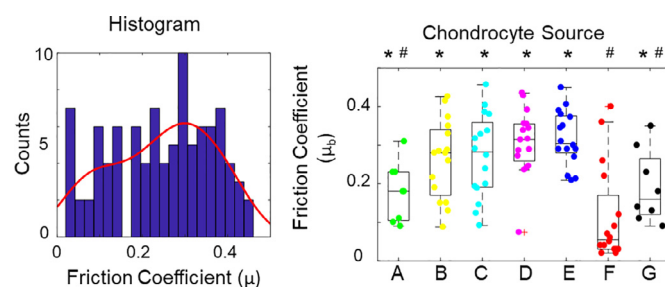 Histogram
10
5
0
Counts
0
0.2
0.4
Friction Coefficient (μ)
Chondrocyte Source
* # * * * * # * #
Friction Coefficient
(μb)
0.4
0.2
0
A B C D E F G